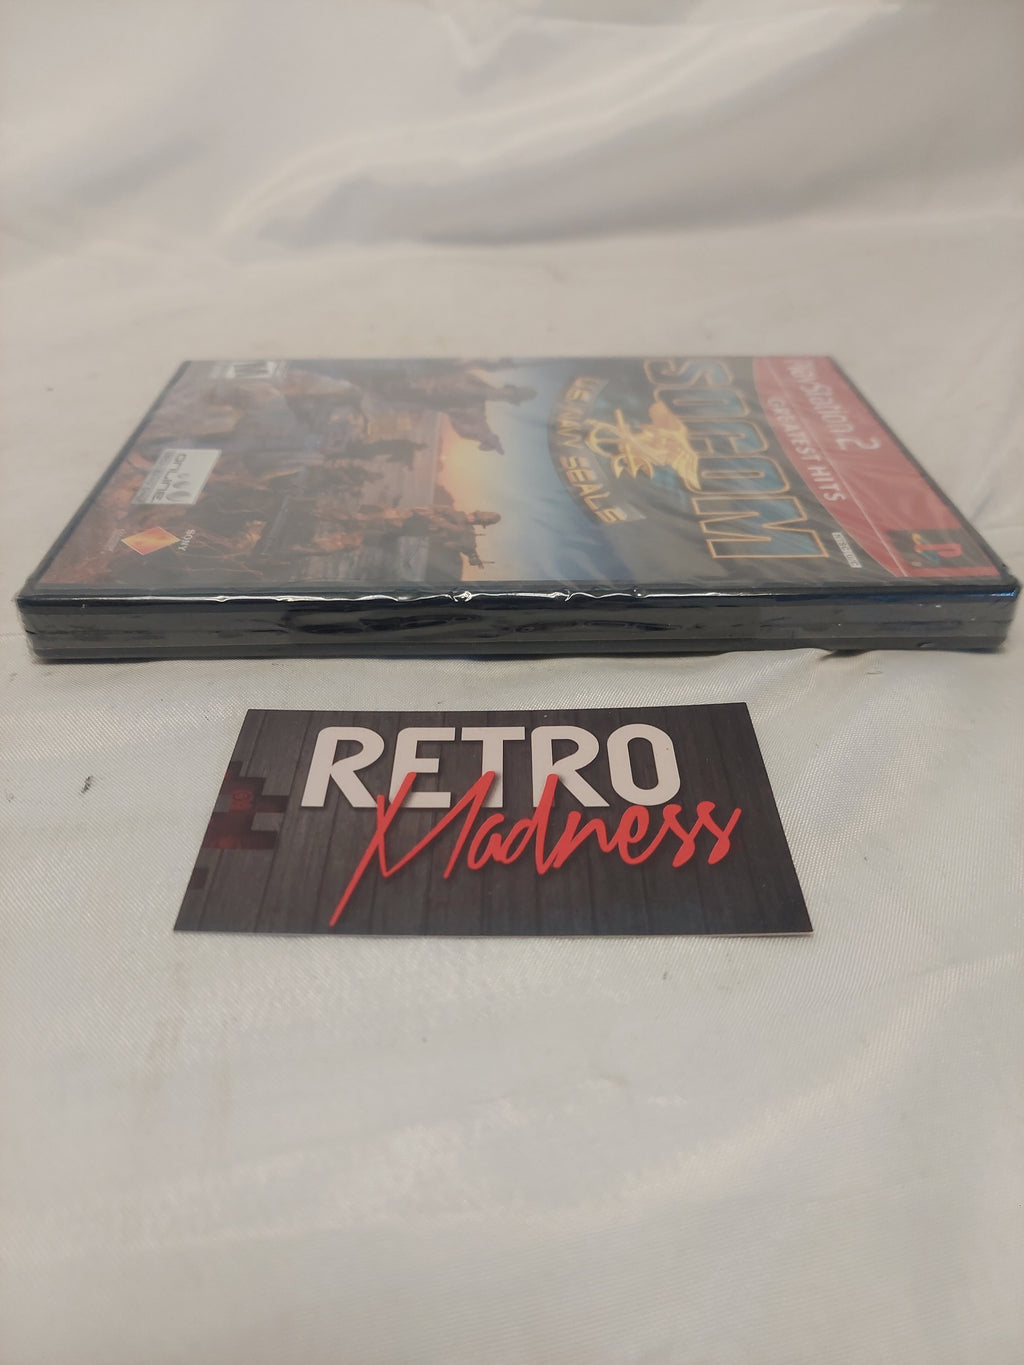 PlayStation 2
GREATEST HITS
SOCOM
U.S. NAVY SEALS
ONLINE
SONY
M
RETRO
Madness